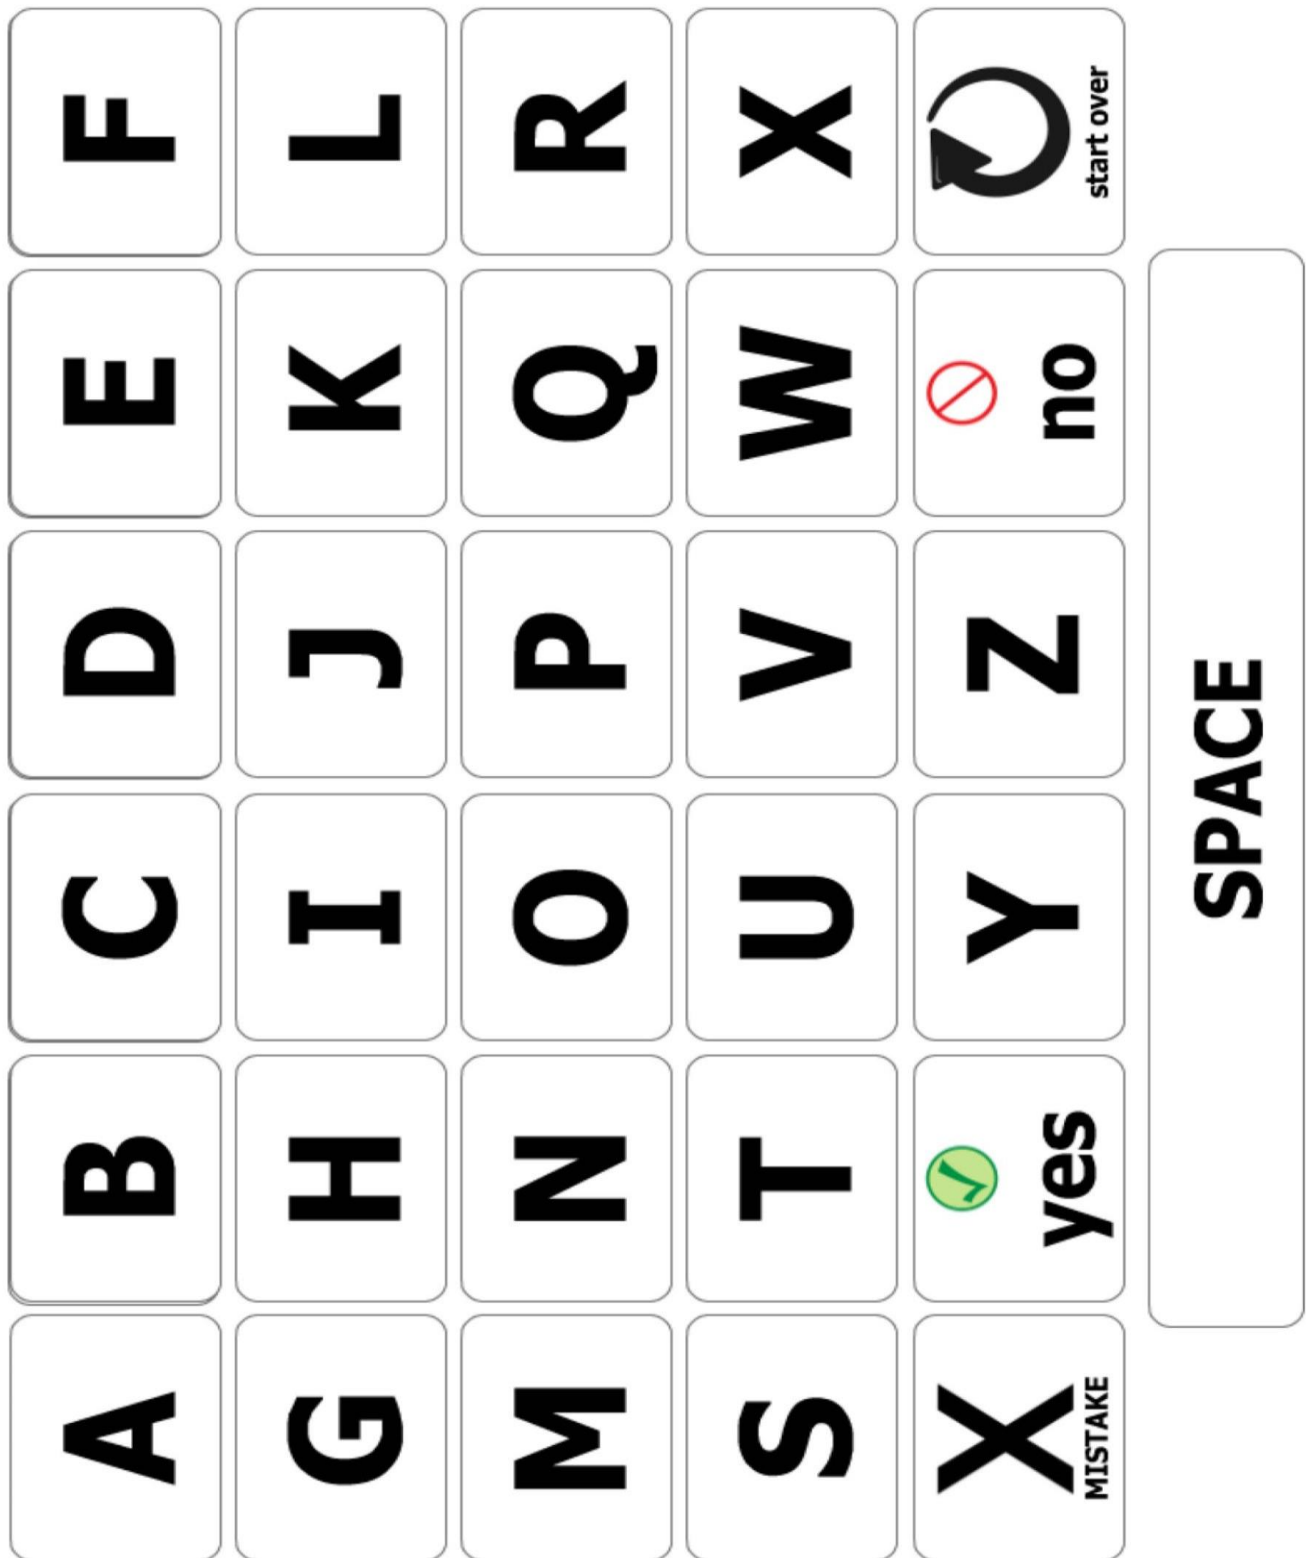 A B C D E F
G H I J K L
M N O P Q R
S T U V W X
X yes Y Z no
MISTAKE start over
SPACE